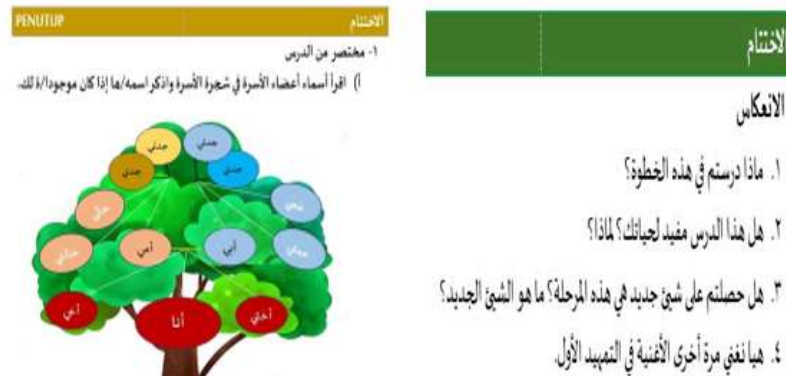 PENUTUP
الاختتام
١- مختصر من الدرس
أ) اقرأ أسماء أعضاء الأسرة في شجرة الأسرة واذكر اسمه/ها إذا كان موجودا/ة لك.
جدتي
جدتي
جدي
جدي
خالي
عمي
خالتي
أمي
أبي
عمتي
أخي
أنا
أختي
الاختتام
الانعكاس
١. ماذا درستم في هذه الخطوة؟
٢. هل هذا الدرس مفيد لحياتك؟ لماذا؟
٣. هل حصلتم على شيئ جديد هي هذه المرحلة؟ ما هو الشيئ الجديد؟
٤. هيا نغني مرة أخرى الأغنية في التمهيد الأول.